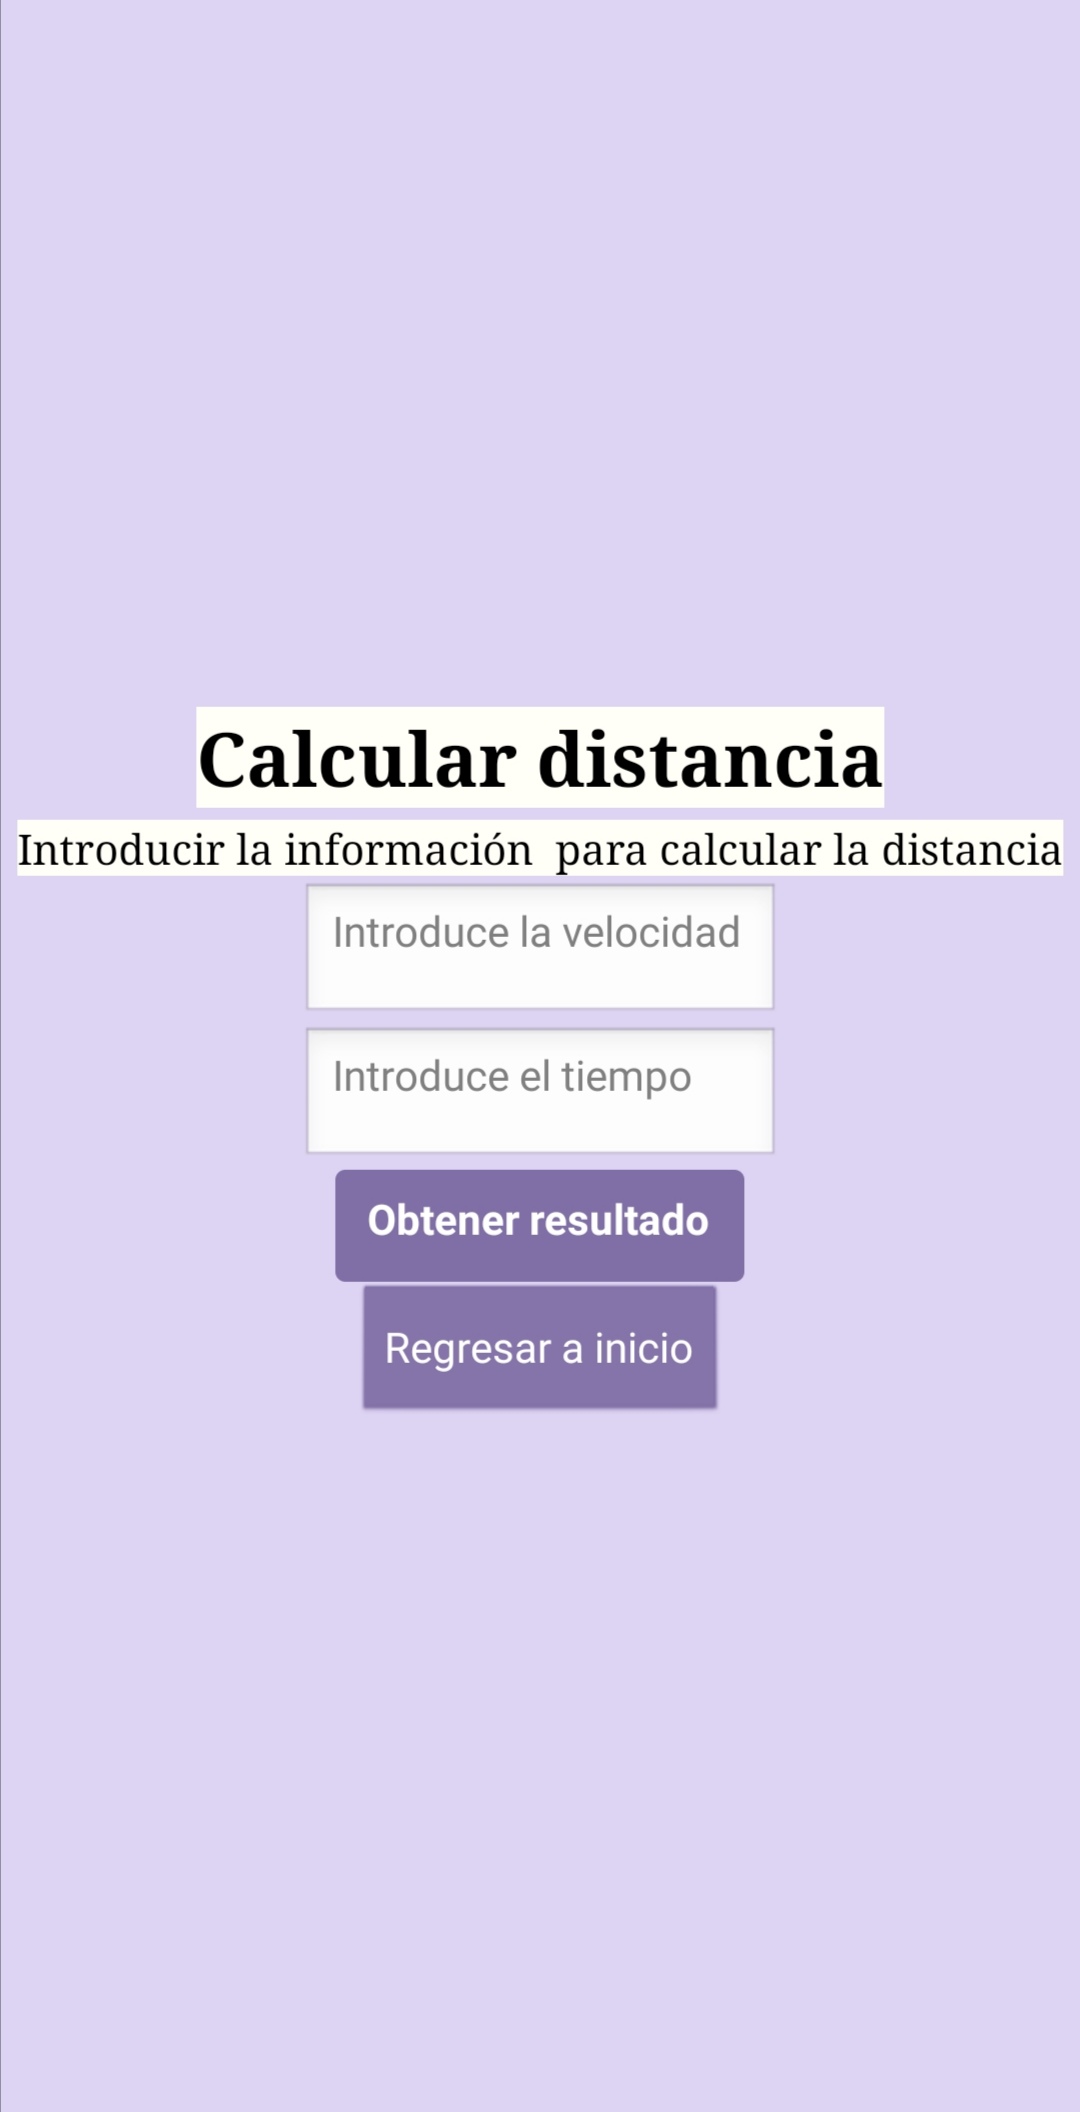 Calcular distancia
Introducir la información  para calcular la distancia
Introduce la velocidad
Introduce el tiempo
Obtener resultado
Regresar a inicio